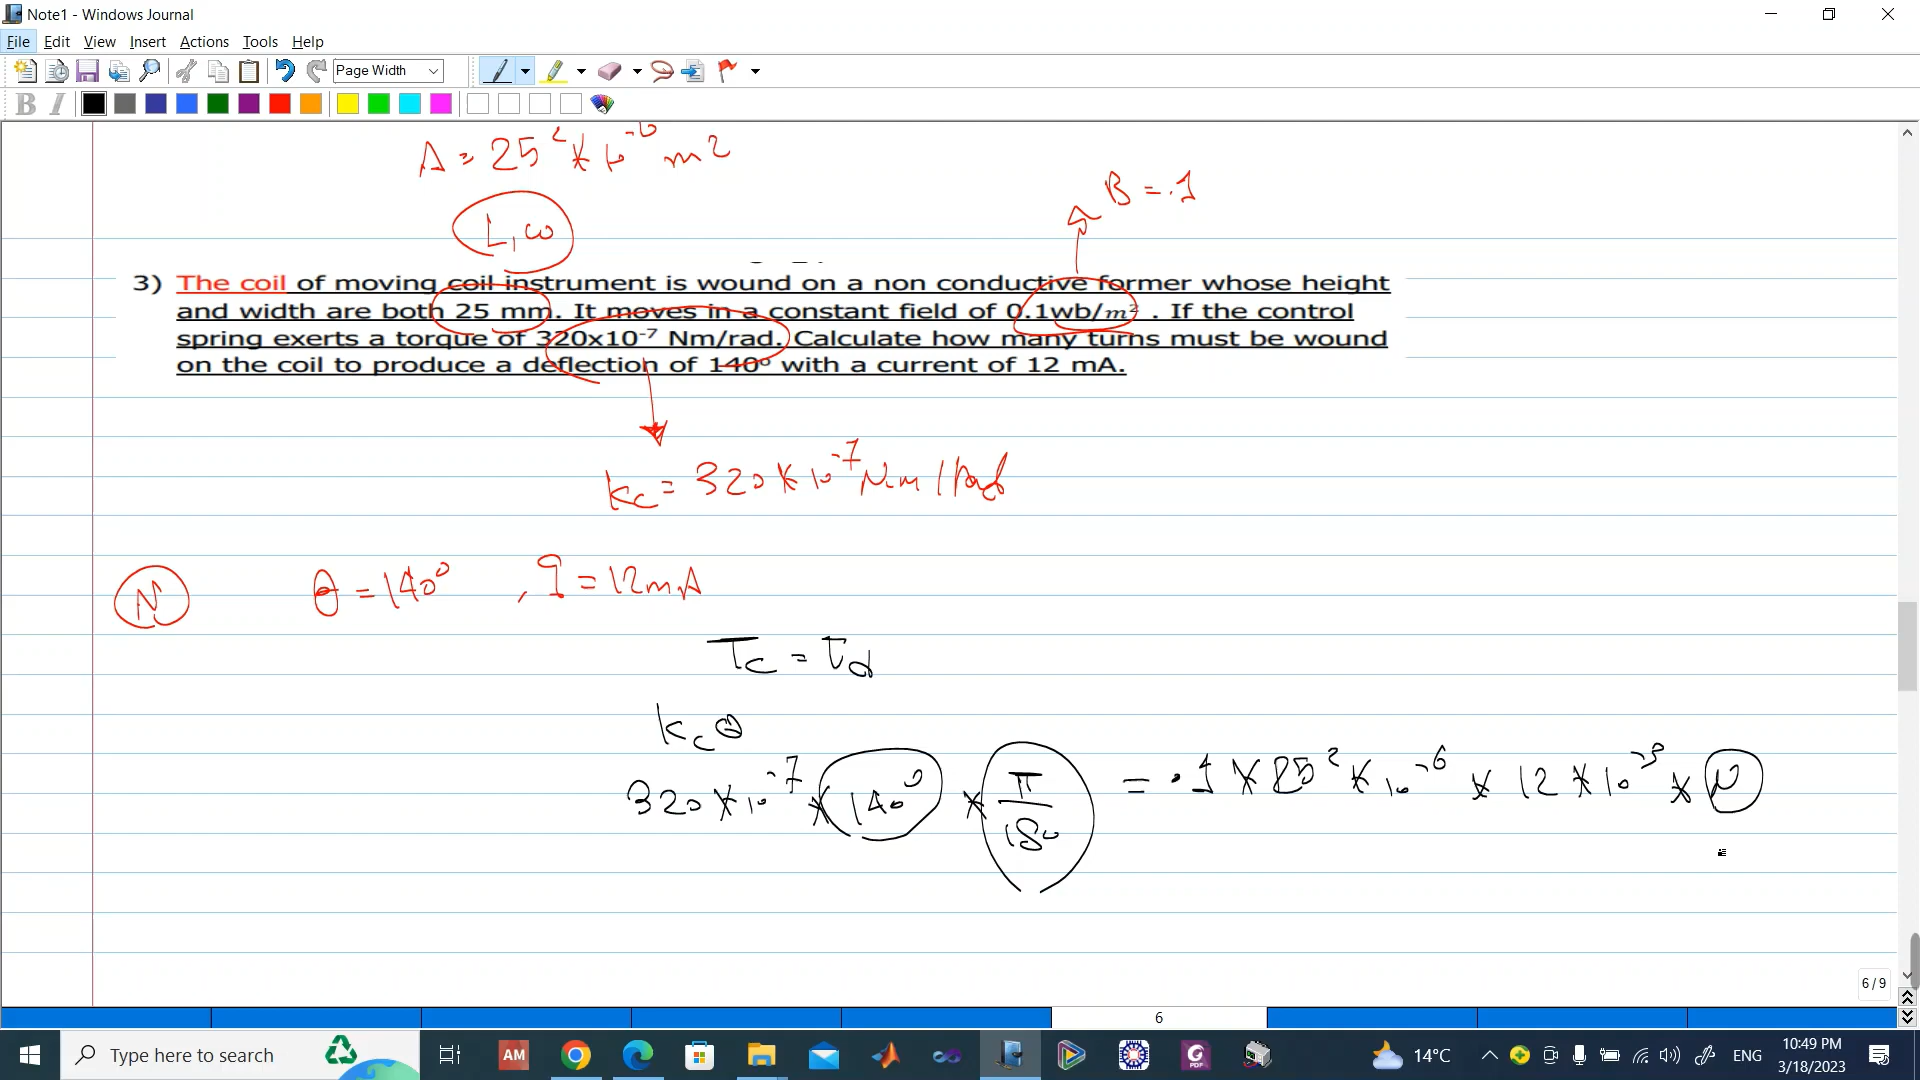 Note1 - Windows Journal
File Edit View Insert Actions Tools Help
Page Width
B I
A = 25² * 10⁻⁶ m²
B = .1
L, ω
3) The coil of moving coil instrument is wound on a non conductive former whose height
and width are both 25 mm. It moves in a constant field of 0.1wb/m² . If the control
spring exerts a torque of 320x10⁻⁷ Nm/rad. Calculate how many turns must be wound
on the coil to produce a deflection of 140º with a current of 12 mA.
kc = 320 * 10⁻⁷ Nm/rad
N θ = 140° , I = 12mA
Tc = Td
kcθ
320 * 10⁻⁷ * 140° * π/180 = .1 * 25² * 10⁻⁶ * 12 * 10⁻³ * N
6 / 9
6
Type here to search
AM
PDF
14°C
ENG
10:49 PM
3/18/2023